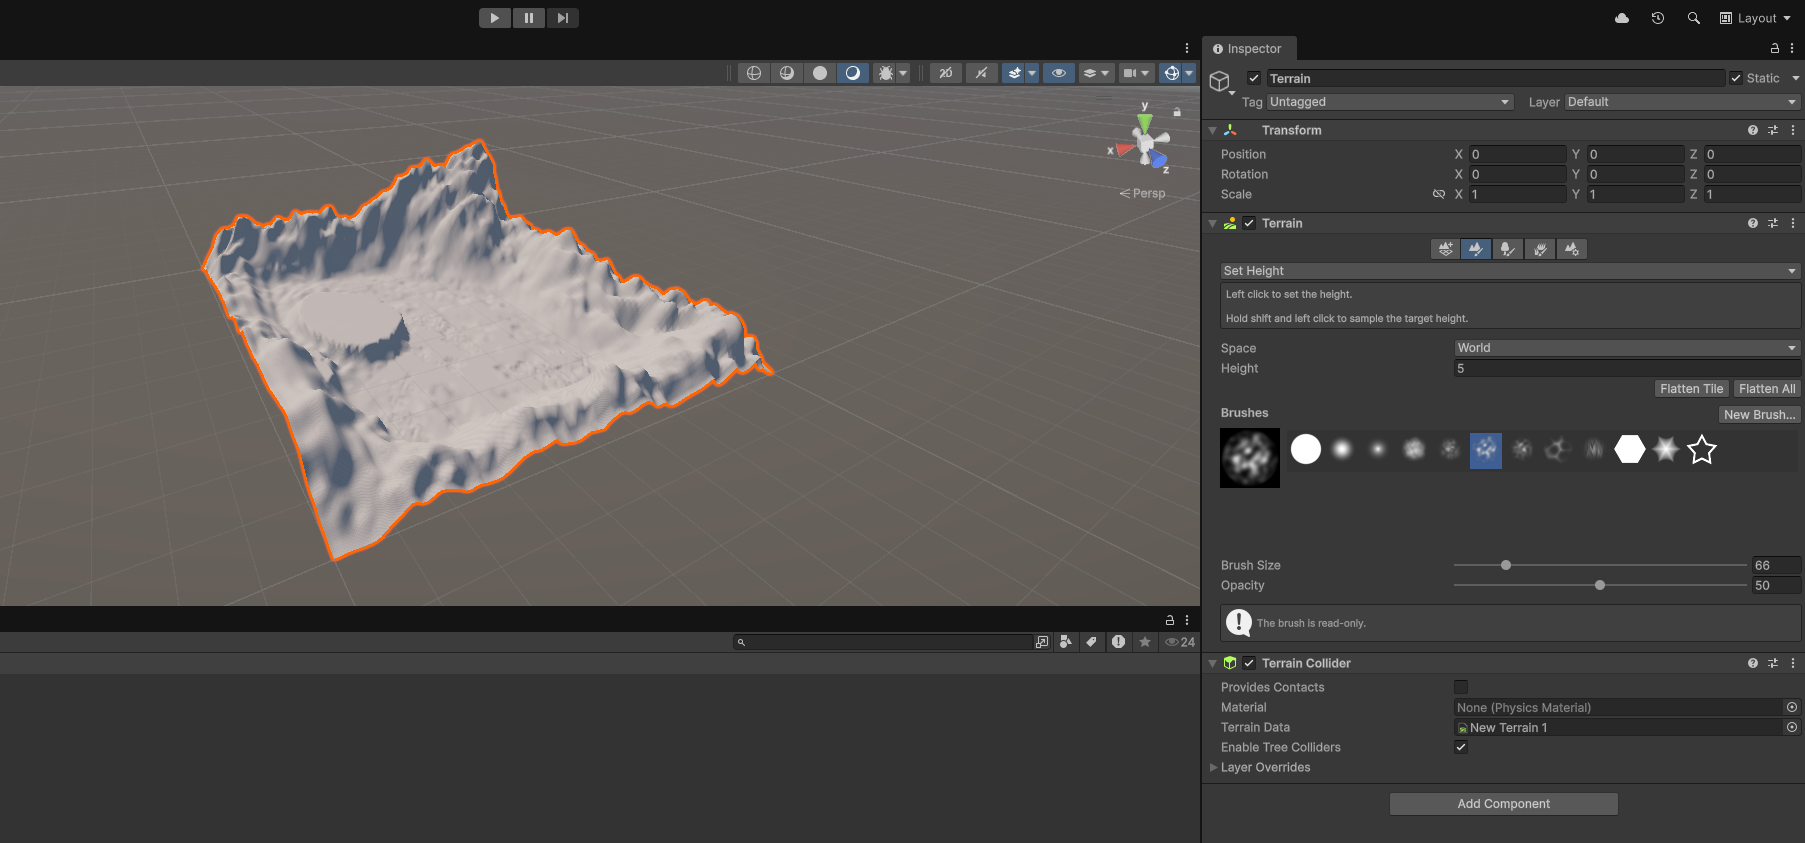 Layout
Inspector
Terrain
Static
Tag Untagged
Layer Default
Transform
Position X 0 Y 0 Z 0
Rotation X 0 Y 0 Z 0
Scale X 1 Y 1 Z 1
Terrain
Set Height
Left click to set the height.
Hold shift and left click to sample the target height.
Space World
Height 5
Flatten Tile Flatten All
Brushes
New Brush...
Brush Size 66
Opacity 50
The brush is read-only.
Terrain Collider
Provides Contacts
Material None (Physics Material)
Terrain Data New Terrain 1
Enable Tree Colliders
Layer Overrides
Add Component
2D
y
x
z
Persp
24